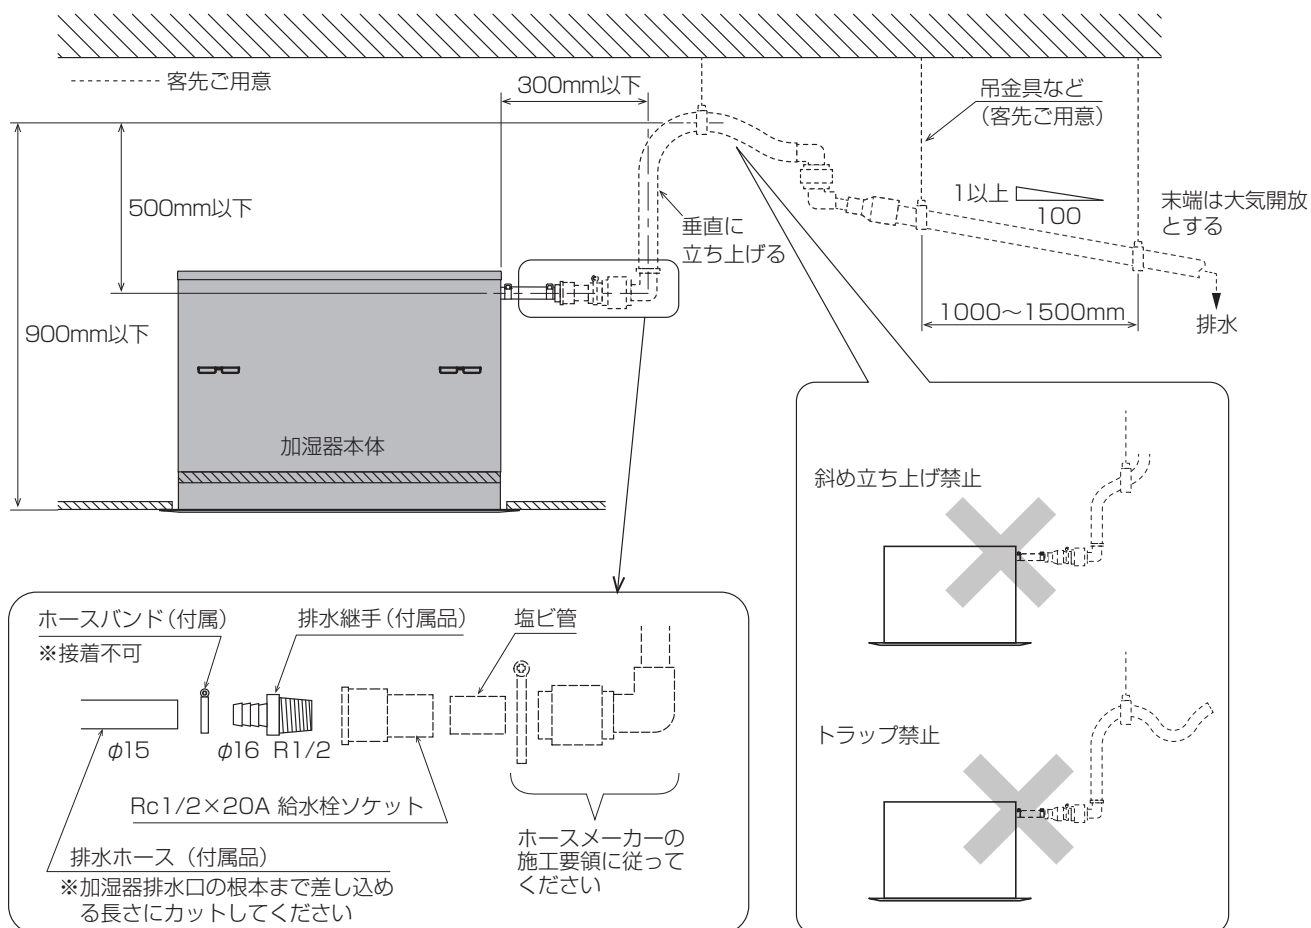 客先ご用意
300mm以下
吊金具など
（客先ご用意）
500mm以下
1以上
100
末端は大気開放
とする
垂直に
立ち上げる
900mm以下
1000～1500mm
排水
加湿器本体
斜め立ち上げ禁止
トラップ禁止
ホースバンド（付属）
※接着不可
排水継手（付属品）
塩ビ管
φ15
φ16 R1/2
Rc1/2×20A 給水栓ソケット
ホースメーカーの
施工要領に従って
ください
排水ホース（付属品）
※加湿器排水口の根本まで差し込め
る長さにカットしてください